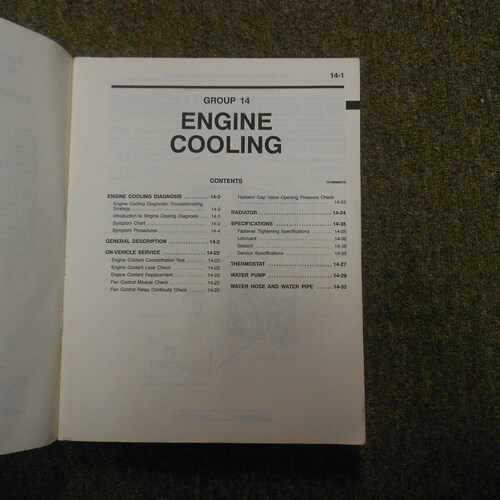 14-1
GROUP 14
ENGINE
COOLING
CONTENTS
ENGINE COOLING DIAGNOSIS .......... 14-3
Engine Cooling Diagnostic Troubleshooting
Strategy .......... 14-3
Introduction to Engine Cooling Diagnosis .... 14-3
Symptom Chart .......... 14-3
Symptom Procedures .......... 14-4
GENERAL DESCRIPTION .......... 14-2
ON-VEHICLE SERVICE .......... 14-22
Engine Coolant Concentration Test .......... 14-22
Engine Coolant Leak Check .......... 14-22
Engine Coolant Replacement .......... 14-22
Fan Control Module Check .......... 14-23
Fan Control Relay Continuity Check .......... 14-25
Radiator Cap Valve Opening Pressure Check
14-22
RADIATOR .......... 14-24
SPECIFICATIONS .......... 14-35
Fastener Tightening Specifications .......... 14-35
Lubricant .......... 14-36
Sealant .......... 14-36
Service Specifications .......... 14-36
THERMOSTAT .......... 14-27
WATER PUMP .......... 14-29
WATER HOSE AND WATER PIPE .... 14-32